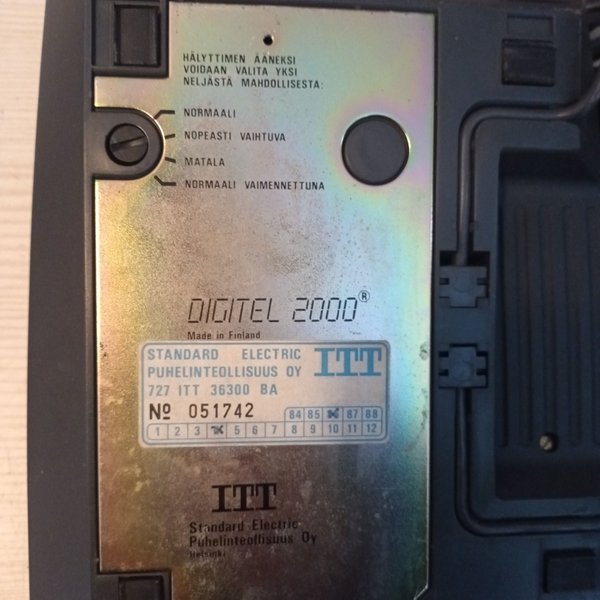 HÄLYTTIMEN ÄÄNEKSI
VOIDAAN VALITA YKSI
NELJÄSTÄ MAHDOLLISESTA:
NORMAALI
NOPEASTI VAIHTUVA
MATALA
NORMAALI VAIMENNETTUNA
DIGITEL 2000®
Made in Finland
STANDARD ELECTRIC ITT
PUHELINTEOLLISUUS OY
727 ITT 36300 BA
Nº 051742
84 85 87 88
1 2 3 5 6 7 8 9 10 11 12
ITT
Standard Electric
Puhelinteollisuus Oy
Helsinki